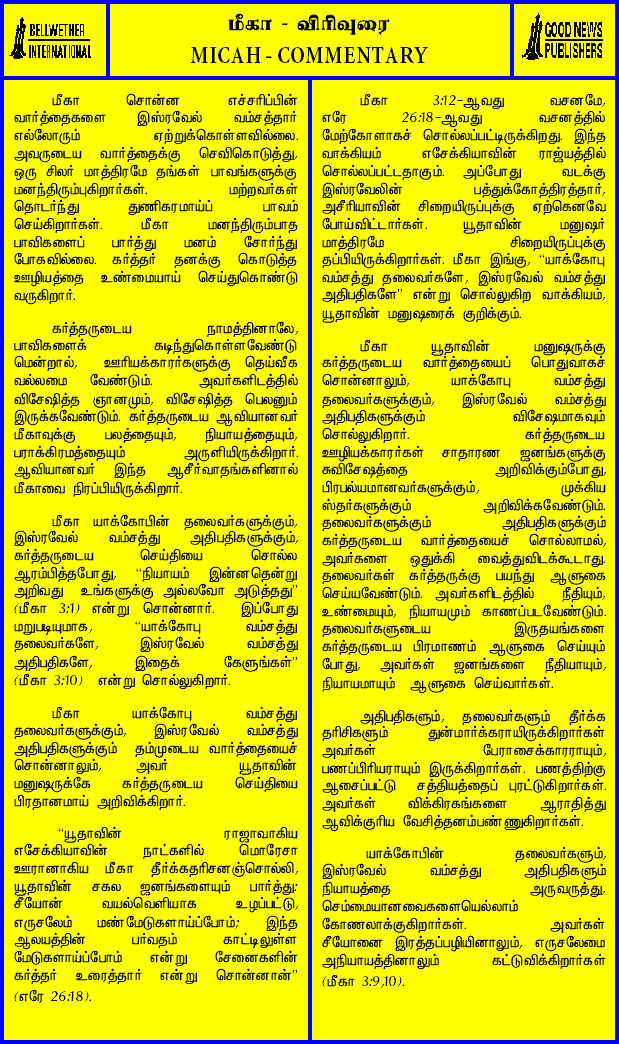 BELLWETHER
INTERNATIONAL
மீகா - விரிவுரை
MICAH - COMMENTARY
GOOD NEWS
PUBLISHERS
மீகா சொன்ன எச்சரிப்பின்
வார்த்தைகளை இஸ்ரவேல் வம்சத்தார்
எல்லோரும் ஏற்றுக்கொள்ளவில்லை.
அவருடைய வார்த்தைக்கு செவிகொடுத்து,
ஒரு சிலர் மாத்திரமே தங்கள் பாவங்களுக்கு
மனந்திரும்புகிறார்கள். மற்றவர்கள்
தொடர்ந்து துணிகரமாய்ப் பாவம்
செய்கிறார்கள். மீகா மனந்திரும்பாத
பாவிகளைப் பார்த்து மனம் சோர்ந்து
போகவில்லை. கர்த்தர் தனக்கு கொடுத்த
ஊழியத்தை உண்மையாய் செய்துகொண்டு
வருகிறார்.
கர்த்தருடைய நாமத்தினாலே,
பாவிகளைக் கடிந்துகொள்ளவேண்டு
மென்றால், ஊரியக்காரர்களுக்கு தெய்வீக
வல்லமை வேண்டும். அவர்களிடத்தில்
விசேஷித்த ஞானமும், விசேஷித்த பெலனும்
இருக்கவேண்டும். கர்த்தருடைய ஆவியானவர்
மீகாவுக்கு பலத்தையும், நியாயத்தையும்,
பராக்கிரமத்தையும் அருளியிருக்கிறார்.
ஆவியானவர் இந்த ஆசீர்வாதங்களினால்
மீகாவை நிரப்பியிருக்கிறார்.
மீகா யாக்கோபின் தலைவர்களுக்கும்,
இஸ்ரவேல் வம்சத்து அதிபதிகளுக்கும்,
கர்த்தருடைய செய்தியை சொல்ல
ஆரம்பித்தபோது, “நியாயம் இன்னதென்று
அறிவது உங்களுக்கு அல்லவோ அடுத்தது”
(மீகா 3:1) என்று சொன்னார். இப்போது
மறுபடியுமாக, “யாக்கோபு வம்சத்து
தலைவர்களே, இஸ்ரவேல் வம்சத்து
அதிபதிகளே, இதைக் கேளுங்கள்”
(மீகா 3:10) என்று சொல்லுகிறார்.
மீகா யாக்கோபு வம்சத்து
தலைவர்களுக்கும், இஸ்ரவேல் வம்சத்து
அதிபதிகளுக்கும் தம்முடைய வார்த்தையைச்
சொன்னாலும், அவர் யூதாவின்
மனுஷருக்கே கர்த்தருடைய செய்தியை
பிரதானமாய் அறிவிக்கிறார்.
“யூதாவின் ராஜாவாகிய
எசேக்கியாவின் நாட்களில் மொரேசா
ஊரானாகிய மீகா தீர்க்கதரிசனஞ்சொல்லி,
யூதாவின் சகல ஜனங்களையும் பார்த்து:
சீயோன் வயல்வெளியாக உழப்பட்டு,
எருசலேம் மண்மேடுகளாய்ப்போம்; இந்த
ஆலயத்தின் பர்வதம் காட்டிலுள்ள
மேடுகளாய்ப்போம் என்று சேனைகளின்
கர்த்தர் உரைத்தார் என்று சொன்னான்”
(எரே 26:18).
மீகா 3:12-ஆவது வசனமே,
எரே 26:18-ஆவது வசனத்தில்
மேற்கோளாகச் சொல்லப்பட்டிருக்கிறது. இந்த
வாக்கியம் எசேக்கியாவின் ராஜ்யத்தில்
சொல்லப்பட்டதாகும். அப்போது வடக்கு
இஸ்ரவேலின் பத்துக்கோத்திரத்தார்,
அசீரியாவின் சிறையிருப்புக்கு ஏற்கெனவே
போய்விட்டார்கள். யூதாவின் மனுஷர்
மாத்திரமே சிறையிருப்புக்கு
தப்பியிருக்கிறார்கள். மீகா இங்கு, “யாக்கோபு
வம்சத்து தலைவர்களே, இஸ்ரவேல் வம்சத்து
அதிபதிகளே” என்று சொல்லுகிற வாக்கியம்,
யூதாவின் மனுஷரைக் குறிக்கும்.
மீகா யூதாவின் மனுஷருக்கு
கர்த்தருடைய வார்த்தையைப் பொதுவாகச்
சொன்னாலும், யாக்கோபு வம்சத்து
தலைவர்களுக்கும், இஸ்ரவேல் வம்சத்து
அதிபதிகளுக்கும் விசேஷமாகவும்
சொல்லுகிறார். கர்த்தருடைய
ஊழியக்காரர்கள் சாதாரண ஜனங்களுக்கு
சுவிசேஷத்தை அறிவிக்கும்போது,
பிரபல்யமானவர்களுக்கும், முக்கிய
ஸ்தர்களுக்கும் அறிவிக்கவேண்டும்.
தலைவர்களுக்கும் அதிபதிகளுக்கும்
கர்த்தருடைய வார்த்தையைச் சொல்லாமல்,
அவர்களை ஒதுக்கி வைத்துவிடக்கூடாது.
தலைவர்கள் கர்த்தருக்கு பயந்து ஆளுகை
செய்யவேண்டும். அவர்களிடத்தில் நீதியும்,
உண்மையும், நியாயமும் காணப்படவேண்டும்.
தலைவர்களுடைய இருதயங்களை
கர்த்தருடைய பிரமாணம் ஆளுகை செய்யும்
போது, அவர்கள் ஜனங்களை நீதியாயும்,
நியாயமாயும் ஆளுகை செய்வார்கள்.
அதிபதிகளும், தலைவர்களும் தீர்க்க
தரிசிகளும் துன்மார்க்கராயிருக்கிறார்கள்
அவர்கள் பேராசைக்காரராயும்,
பணப்பிரியராயும் இருக்கிறார்கள். பணத்திற்கு
ஆசைப்பட்டு சத்தியத்தைப் புரட்டுகிறார்கள்.
அவர்கள் விக்கிரகங்களை ஆராதித்து
ஆவிக்குரிய வேசித்தனம்பண்ணுகிறார்கள்.
யாக்கோபின் தலைவர்களும்,
இஸ்ரவேல் வம்சத்து அதிபதிகளும்
நியாயத்தை அருவருத்து,
செம்மையானவைகளையெல்லாம்
கோணலாக்குகிறார்கள். அவர்கள்
சீயோனை இரத்தப்பழியினாலும், எருசலேமை
அநியாயத்தினாலும் கட்டுவிக்கிறார்கள்
(மீகா 3:9,10).